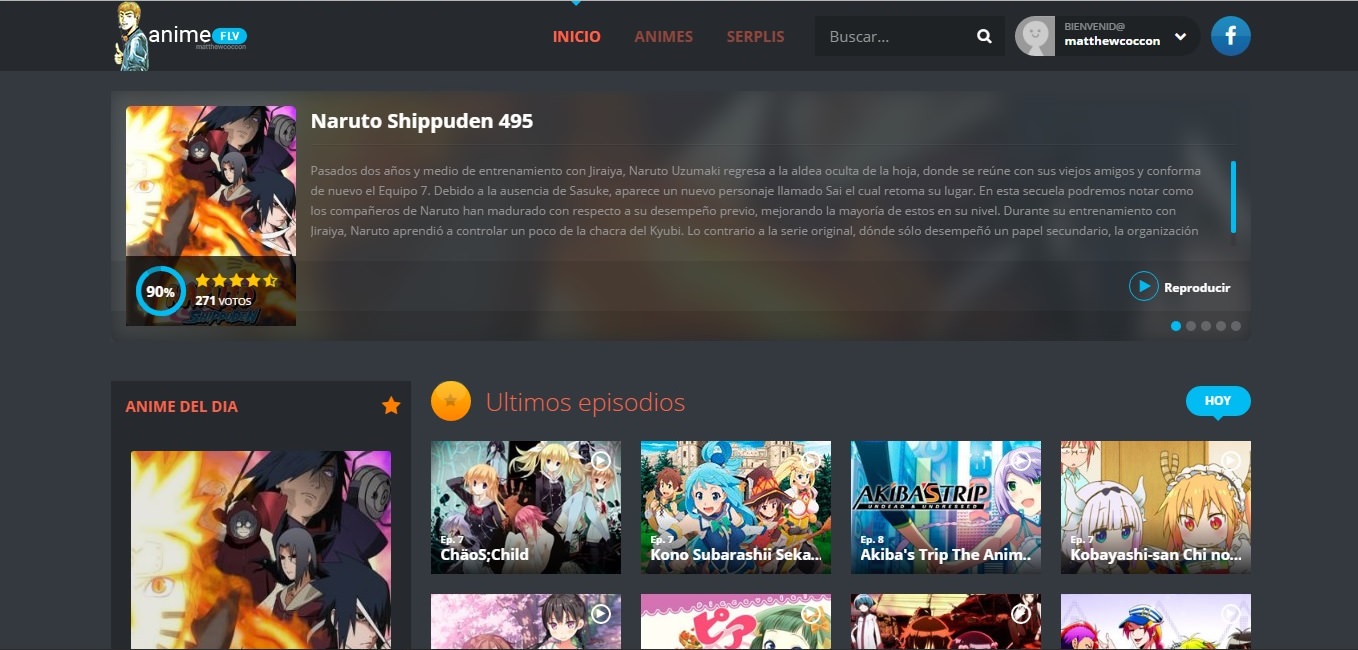 anime FLV
matthewcoccon
INICIO ANIMES SERPLIS
Buscar...
BIENVENID@
matthewcoccon
Naruto Shippuden 495
Pasados dos años y medio de entrenamiento con Jiraiya, Naruto Uzumaki regresa a la aldea oculta de la hoja, donde se reúne con sus viejos amigos y conforma
de nuevo el Equipo 7. Debido a la ausencia de Sasuke, aparece un nuevo personaje llamado Sai el cual retoma su lugar. En esta secuela podremos notar como
los compañeros de Naruto han madurado con respecto a su desempeño previo, mejorando la mayoría de estos en su nivel. Durante su entrenamiento con
Jiraiya, Naruto aprendió a controlar un poco de la chacra del Kyubi. Lo contrario a la serie original, dónde sólo desempeñó un papel secundario, la organización
90%
271 VOTOS
SHIPPUDEN
Reproducir
ANIME DEL DIA
Ultimos episodios
HOY
Ep. 7
ChäoS;Child
Ep. 7
Kono Subarashii Seka...
AKIBA'S TRIP
UNDEAD & UNDRESSED
Ep. 8
Akiba's Trip The Anim..
Ep. 7
Kobayashi-san Chi no...
ピア